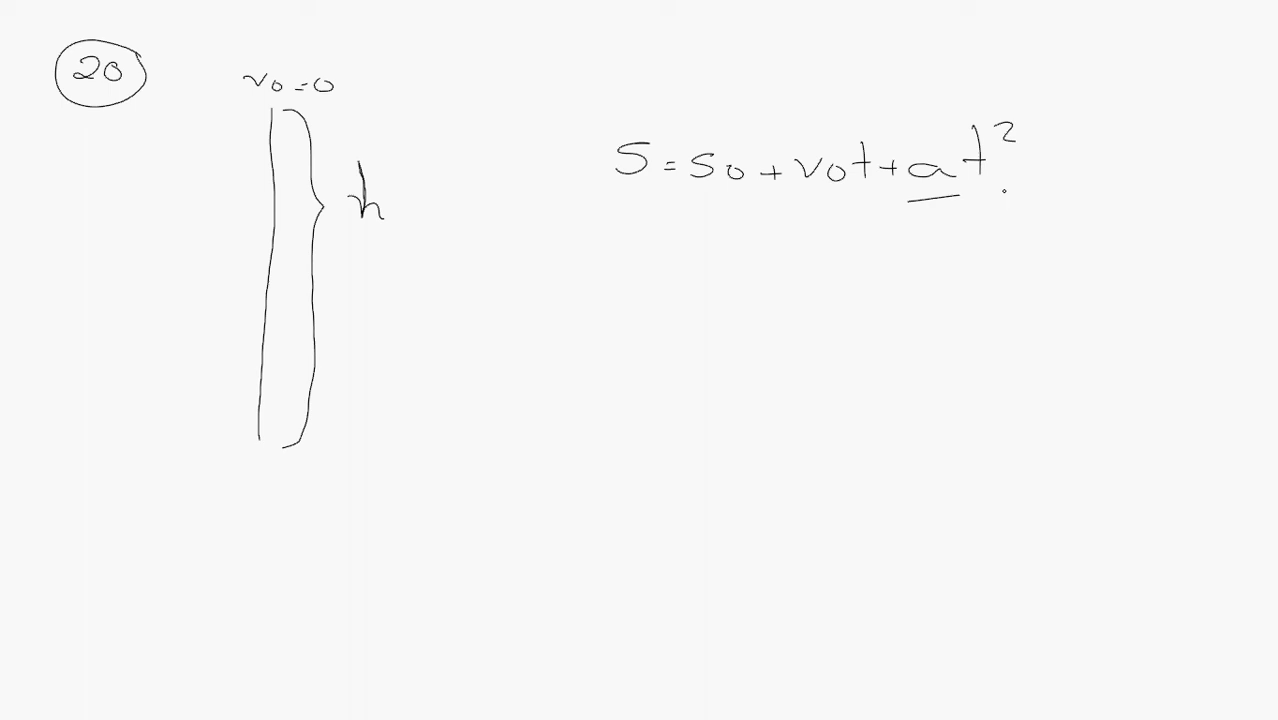 20
v0 = 0
h
S = S0 + v0t + at²